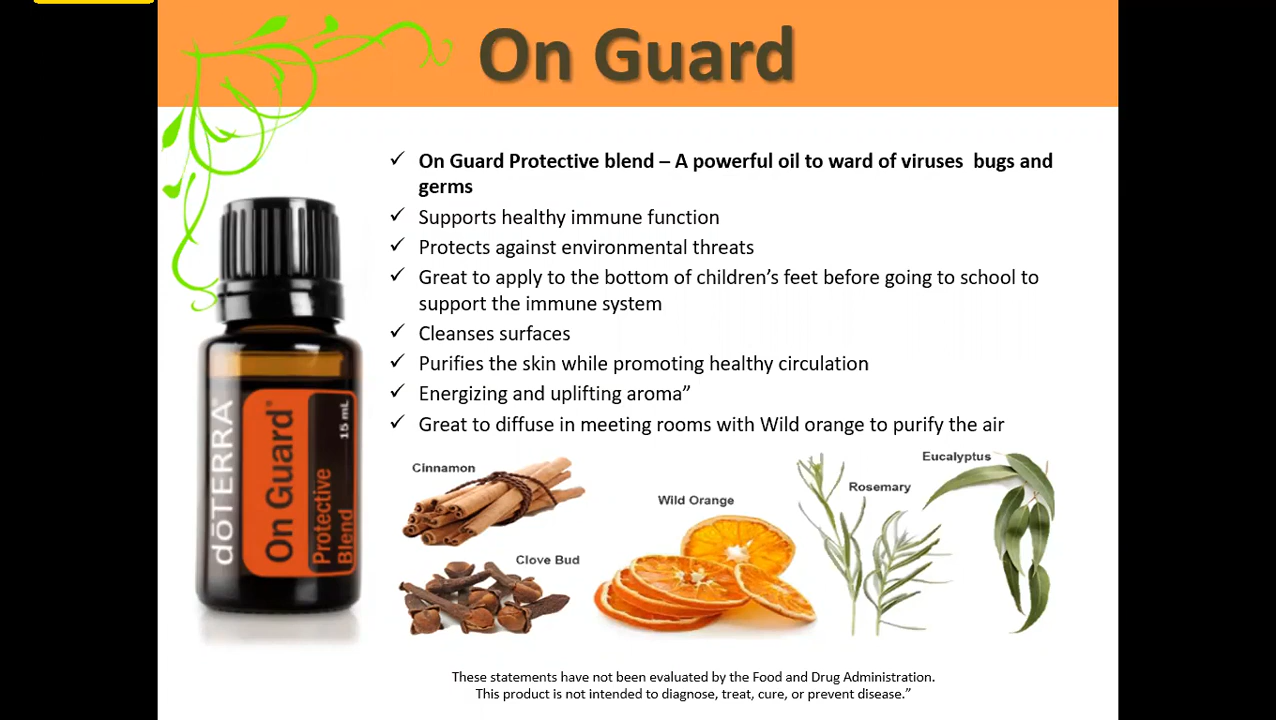 On Guard
✓ On Guard Protective blend – A powerful oil to ward of viruses  bugs and
germs
✓ Supports healthy immune function
✓ Protects against environmental threats
✓ Great to apply to the bottom of children’s feet before going to school to
support the immune system
✓ Cleanses surfaces
✓ Purifies the skin while promoting healthy circulation
✓ Energizing and uplifting aroma”
✓ Great to diffuse in meeting rooms with Wild orange to purify the air
dōTERRA®
On Guard®
Protective
Blend
15 mL
Cinnamon
Clove Bud
Wild Orange
Rosemary
Eucalyptus
These statements have not been evaluated by the Food and Drug Administration.
This product is not intended to diagnose, treat, cure, or prevent disease.”